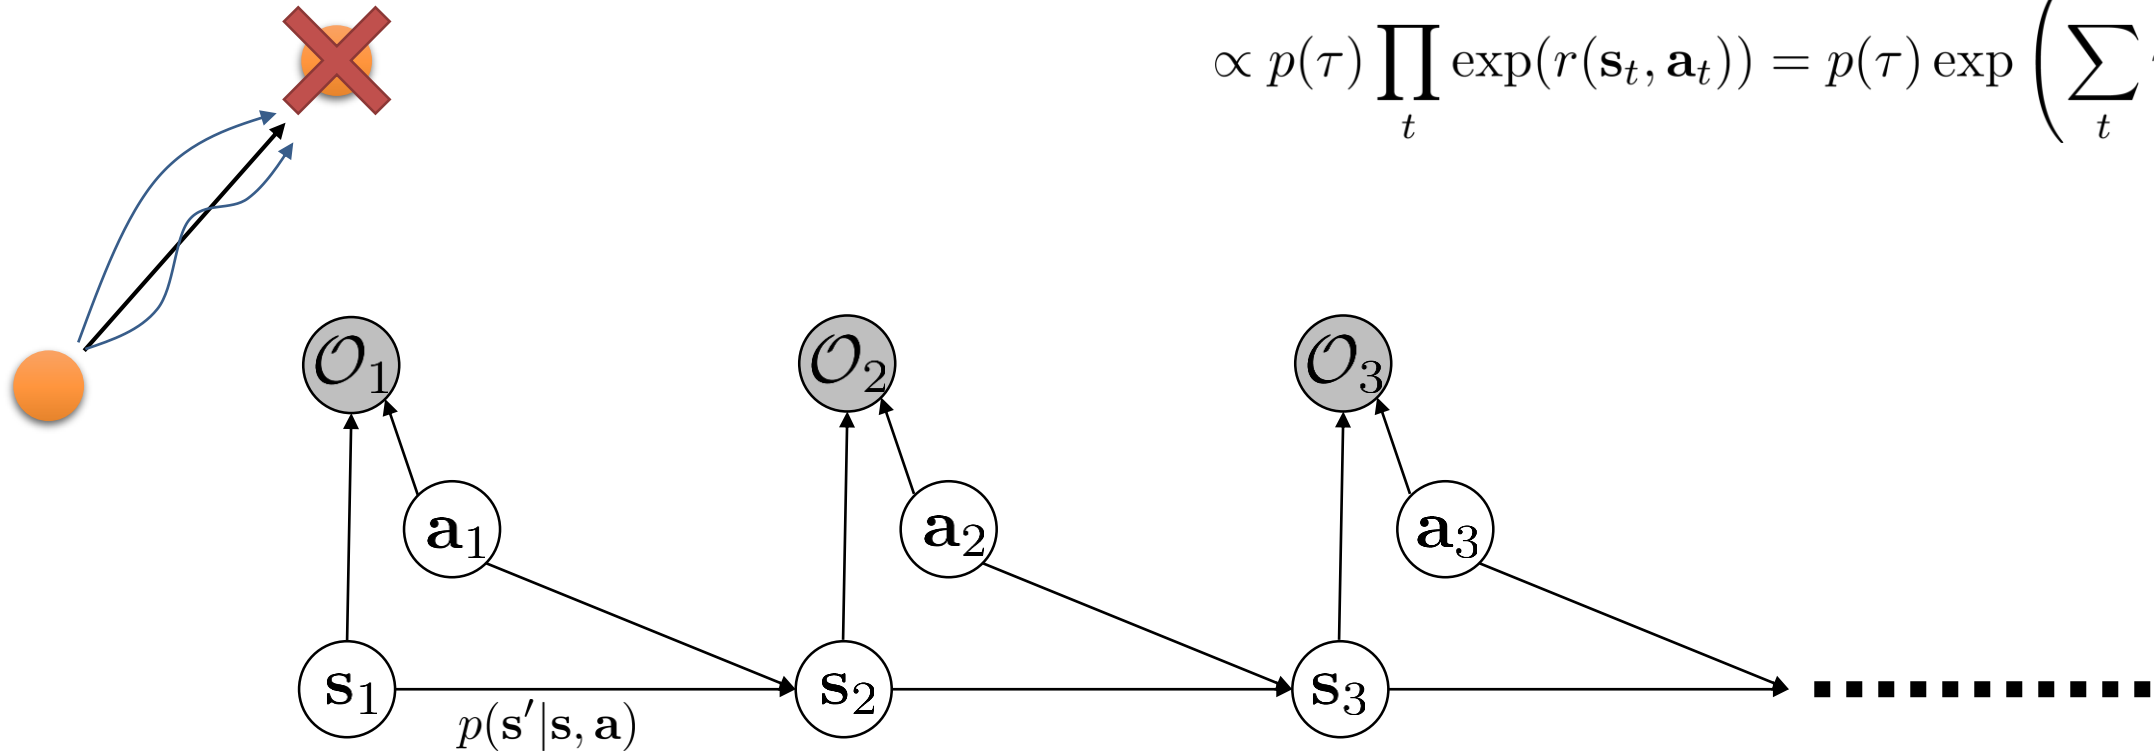 ∝ p(τ) ∏_t exp(r(s_t, a_t)) = p(τ) exp ( ∑_t
O_1 O_2 O_3
a_1 a_2 a_3
s_1 s_2 s_3
p(s′|s, a)